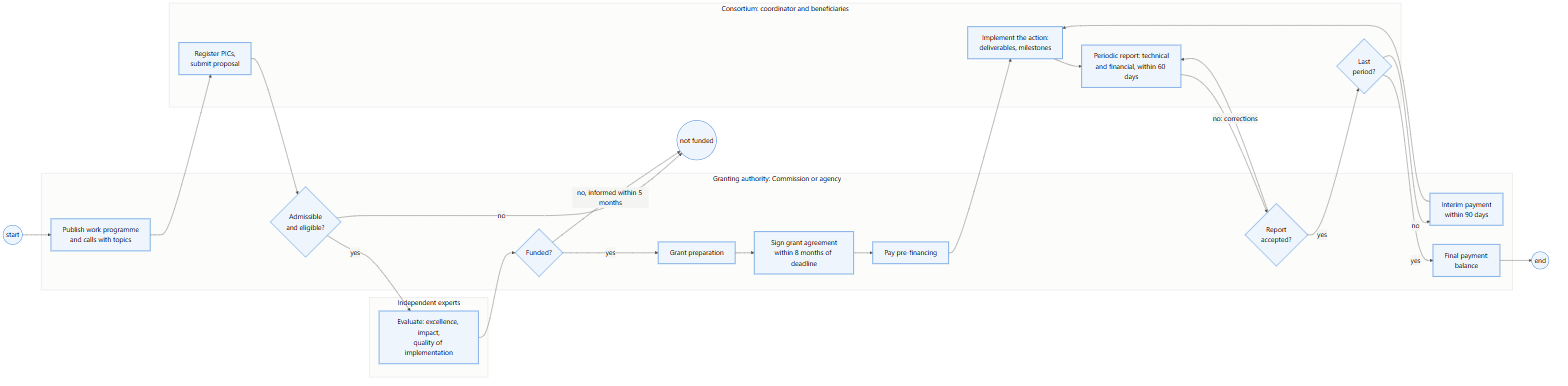 Consortium: coordinator and beneficiaries
Register PICs,
submit proposal
Implement the action:
deliverables, milestones
Periodic report: technical
and financial, within 60
days
Last
period?
no: corrections
not funded
Granting authority: Commission or agency
start
Publish work programme
and calls with topics
Admissible
and eligible?
no
no, informed within 5
months
yes
Funded?
yes
Grant preparation
Sign grant agreement
within 8 months of
deadline
Pay pre-financing
Report
accepted?
yes
Interim payment
within 90 days
no
yes
Final payment
balance
end
Independent experts
Evaluate: excellence,
impact,
quality of
implementation